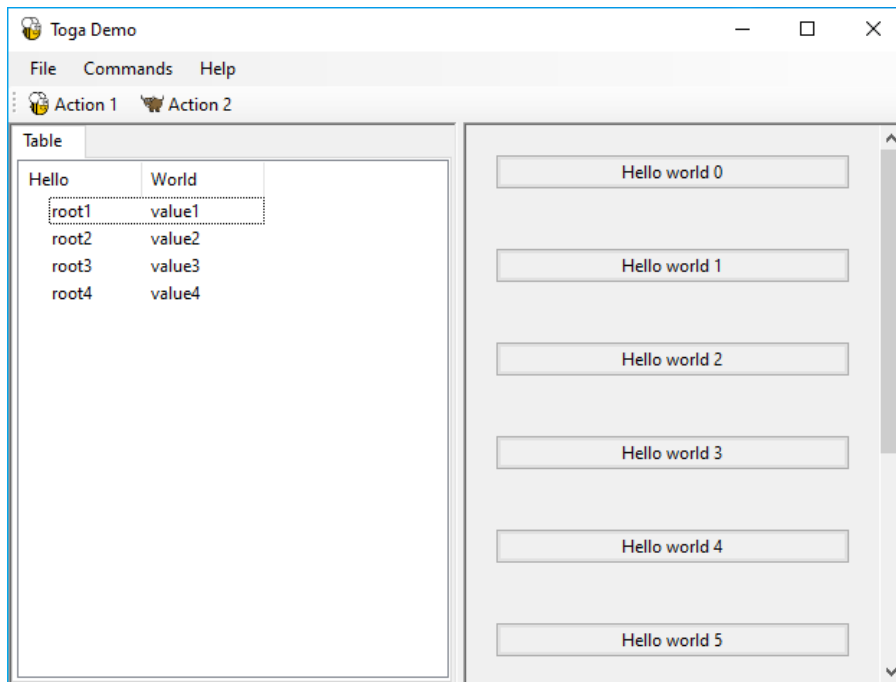 Toga Demo
File Commands Help
Action 1 Action 2
Table
Hello World
root1 value1
root2 value2
root3 value3
root4 value4
Hello world 0
Hello world 1
Hello world 2
Hello world 3
Hello world 4
Hello world 5